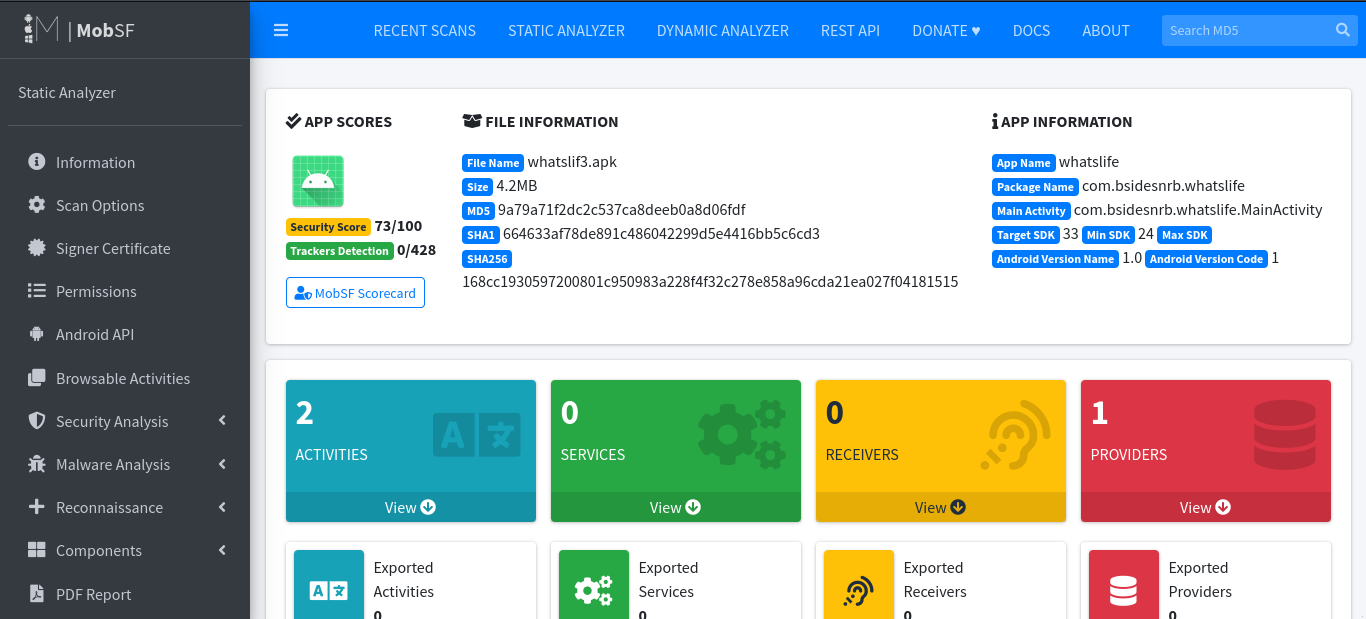 MobSF
RECENT SCANS STATIC ANALYZER DYNAMIC ANALYZER REST API DONATE ♥ DOCS ABOUT Search MD5
Static Analyzer
Information
Scan Options
Signer Certificate
Permissions
Android API
Browsable Activities
Security Analysis
Malware Analysis
Reconnaissance
Components
PDF Report
APP SCORES
Security Score 73/100
Trackers Detection 0/428
MobSF Scorecard
FILE INFORMATION
File Name whatslif3.apk
Size 4.2MB
MD5 9a79a71f2dc2c537ca8deeb0a8d06fdf
SHA1 664633af78de891c486042299d5e4416bb5c6cd3
SHA256
168cc1930597200801c950983a228f4f32c278e858a96cda21ea027f04181515
APP INFORMATION
App Name whatslife
Package Name com.bsidesnrb.whatslife
Main Activity com.bsidesnrb.whatslife.MainActivity
Target SDK 33 Min SDK 24 Max SDK
Android Version Name 1.0 Android Version Code 1
2
ACTIVITIES
View
0
SERVICES
View
0
RECEIVERS
View
1
PROVIDERS
View
Exported
Activities
0
Exported
Services
0
Exported
Receivers
0
Exported
Providers
0